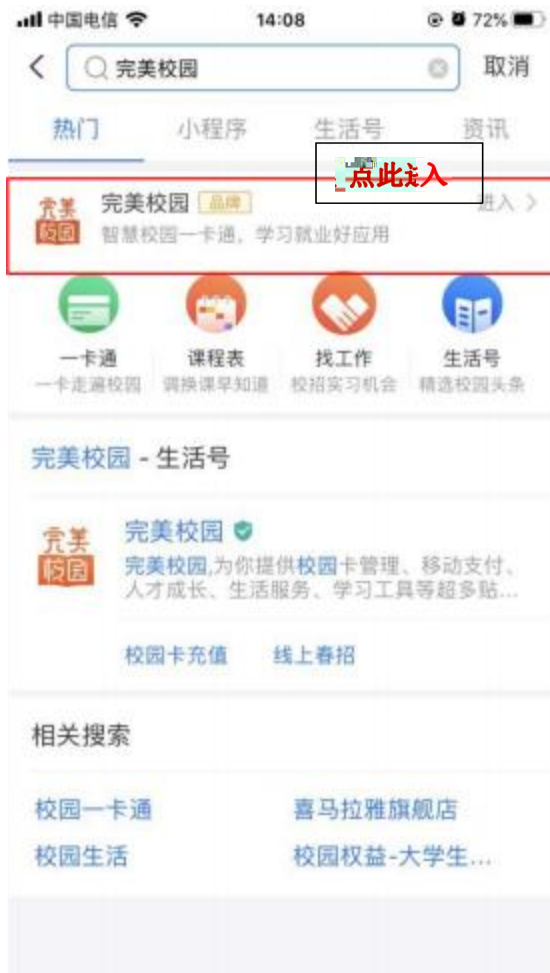 中国电信 14:08 72%
完美校园 取消
热门 小程序 生活号 资讯
点此进入
完美校园 品牌 进入
完美校园
智慧校园一卡通，学习就业好应用
一卡通 课程表 找工作 生活号
一卡走遍校园 调换课早知道 校招实习机会 精选校园头条
完美校园 - 生活号
完美校园
完美校园
完美校园,为你提供校园卡管理、移动支付、
人才成长、生活服务、学习工具等超多贴...
校园卡充值 线上春招
相关搜索
校园一卡通 喜马拉雅旗舰店
校园生活 校园权益-大学生...